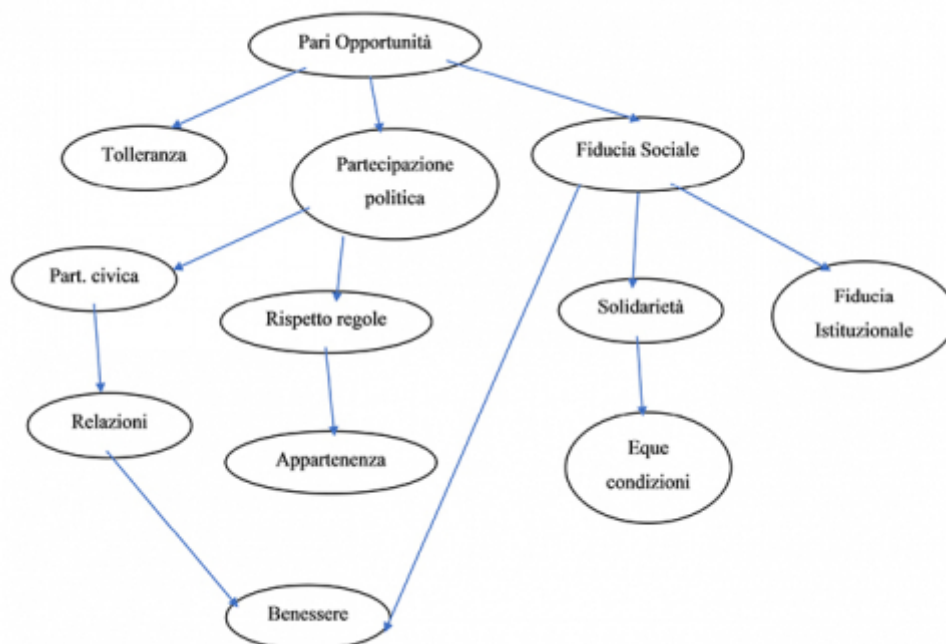 Pari Opportunità
Tolleranza
Partecipazione
politica
Fiducia Sociale
Part. civica
Rispetto regole
Solidarietà
Fiducia
Istituzionale
Relazioni
Appartenenza
Eque
condizioni
Benessere